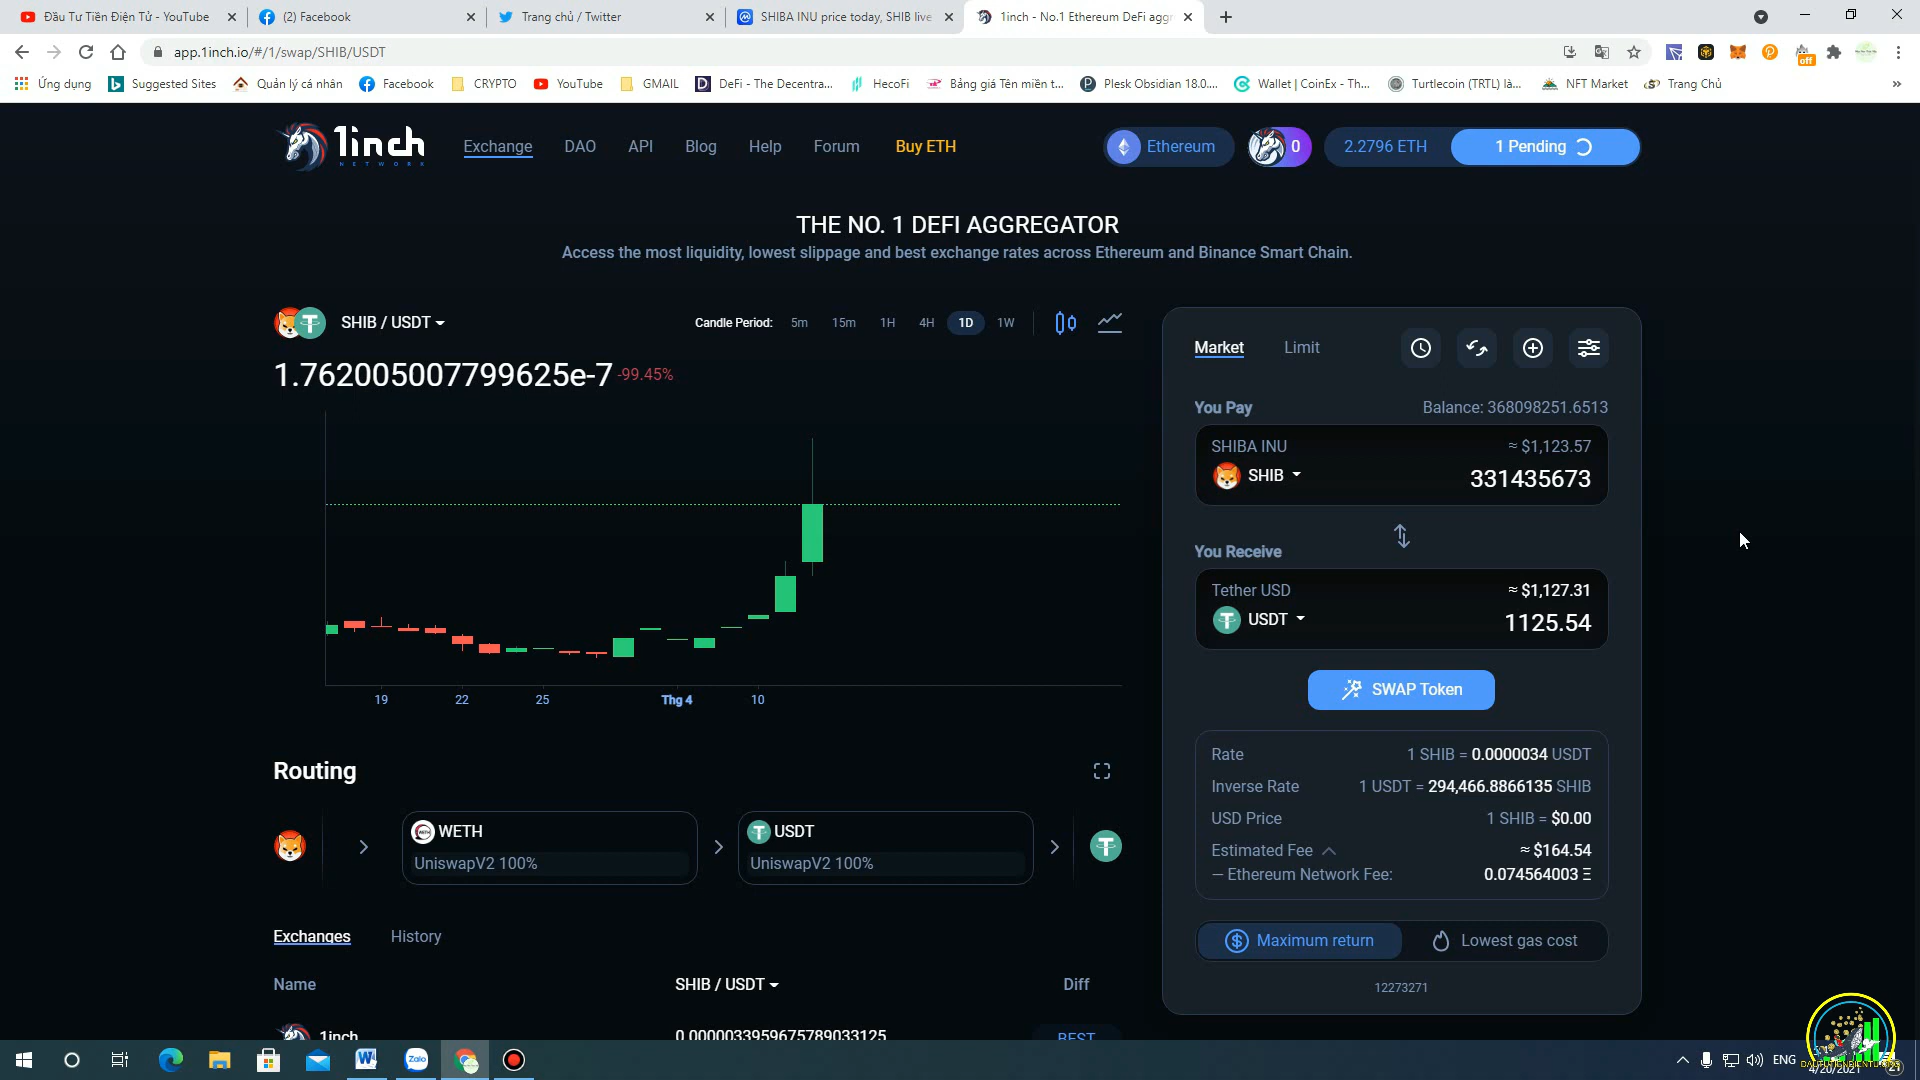 Đầu Tư Tiền Điện Tử - YouTube
(2) Facebook
Trang chủ / Twitter
SHIBA INU price today, SHIB live
1inch - No.1 Ethereum DeFi aggr
app.1inch.io/#/1/swap/SHIB/USDT
off
Ứng dụng
Suggested Sites
Quản lý cá nhân
Facebook
CRYPTO
YouTube
GMAIL
DeFi - The Decentra...
HecoFi
Bảng giá Tên miền t...
Plesk Obsidian 18.0....
Wallet | CoinEx - Th...
Turtlecoin (TRTL) là...
NFT Market
Trang Chủ
»
1inch
NETWORK
Exchange
DAO
API
Blog
Help
Forum
Buy ETH
Ethereum
0
2.2796 ETH
1 Pending
THE NO. 1 DEFI AGGREGATOR
Access the most liquidity, lowest slippage and best exchange rates across Ethereum and Binance Smart Chain.
SHIB / USDT
Candle Period:
5m
15m
1H
4H
1D
1W
1.762005007799625e-7
-99.45%
19
22
25
Thg 4
10
Market
Limit
You Pay
Balance: 368098251.6513
SHIBA INU
≈ $1,123.57
SHIB
331435673
You Receive
Tether USD
≈ $1,127.31
USDT
1125.54
SWAP Token
Rate
1 SHIB = 0.0000034 USDT
Inverse Rate
1 USDT = 294,466.8866135 SHIB
USD Price
1 SHIB = $0.00
Estimated Fee
≈ $164.54
— Ethereum Network Fee:
0.074564003 Ξ
Maximum return
Lowest gas cost
12273271
Routing
WETH
UniswapV2 100%
USDT
UniswapV2 100%
Exchanges
History
Name
SHIB / USDT
Diff
1inch
0.0000033959675789033125
BEST
Zalo
ENG
4/20/2021
21